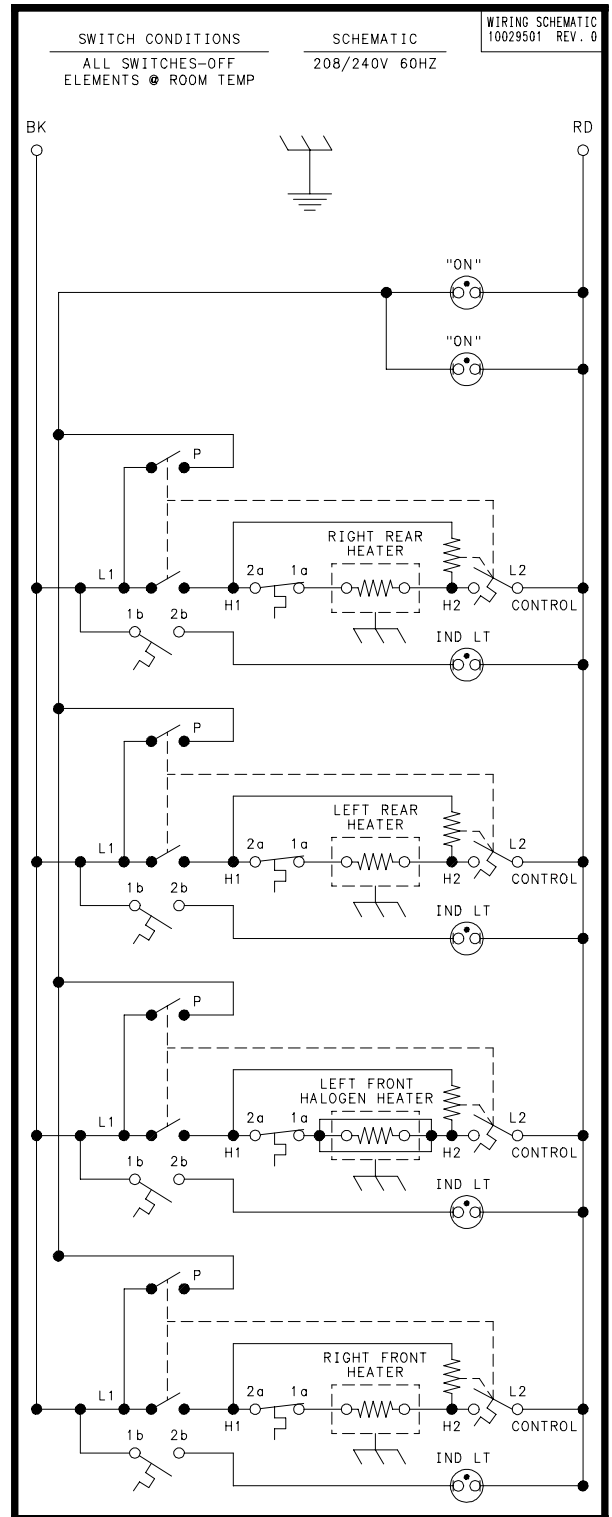 WIRING SCHEMATIC
10029501 REV. 0
SWITCH CONDITIONS
ALL SWITCHES-OFF
ELEMENTS @ ROOM TEMP
SCHEMATIC
208/240V 60HZ
BK
RD
"ON"
"ON"
P
RIGHT REAR
HEATER
L1
2a
1a
L2
H1
H2
CONTROL
1b
2b
IND LT
P
LEFT REAR
HEATER
L1
2a
1a
L2
H1
H2
CONTROL
1b
2b
IND LT
P
LEFT FRONT
HALOGEN HEATER
L1
2a
1a
L2
H1
H2
CONTROL
1b
2b
IND LT
P
RIGHT FRONT
HEATER
L1
2a
1a
L2
H1
H2
CONTROL
1b
2b
IND LT